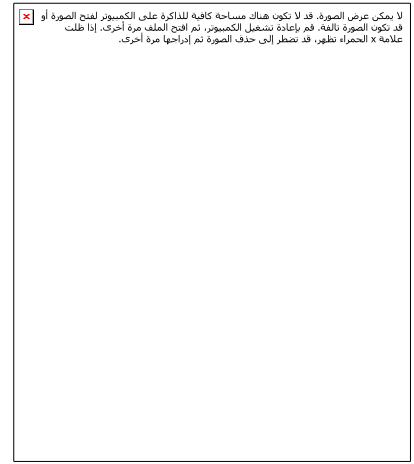 لا يمكن عرض الصورة. قد لا تكون هناك مساحة كافية للذاكرة على الكمبيوتر لفتح الصورة أو
قد تكون الصورة تالفة. قم بإعادة تشغيل الكمبيوتر، ثم افتح الملف مرة أخرى. إذا ظلت
علامة x الحمراء تظهر، قد تضطر إلى حذف الصورة ثم إدراجها مرة أخرى.